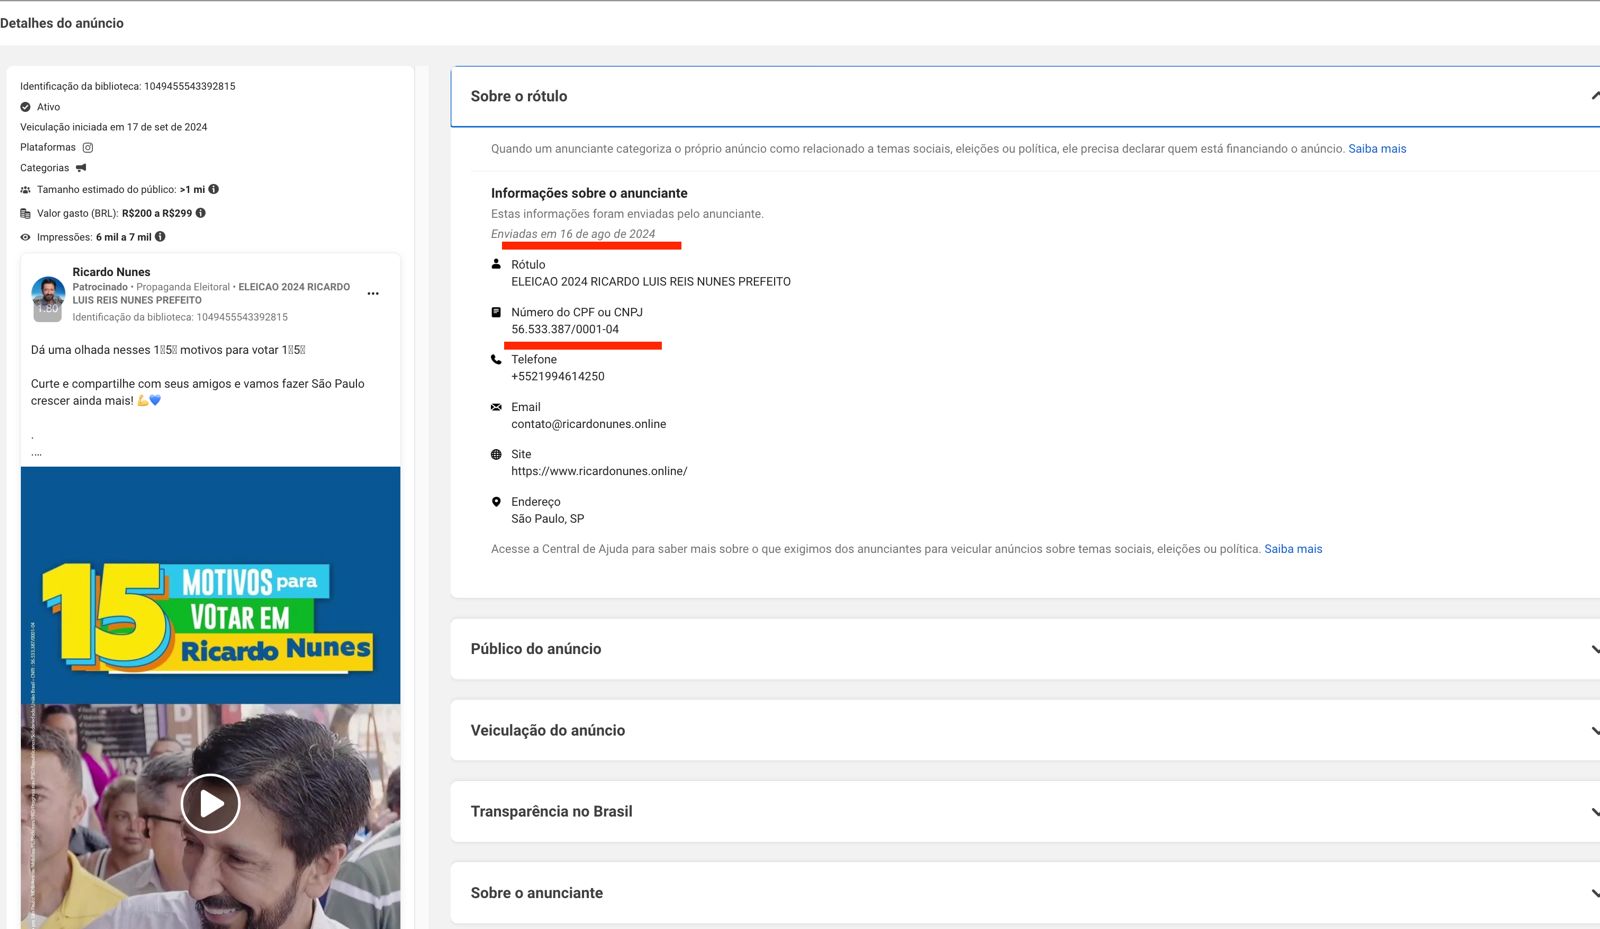 Detalhes do anúncio
Identificação da biblioteca: 1049455543392815
Ativo
Veiculação iniciada em 17 de set de 2024
Plataformas
Categorias
Tamanho estimado do público: >1 mi
Valor gasto (BRL): R$200 a R$299
Impressões: 6 mil a 7 mil
Ricardo Nunes
Patrocinado • Propaganda Eleitoral • ELEICAO 2024 RICARDO
LUIS REIS NUNES PREFEITO
Identificação da biblioteca: 1049455543392815
Dá uma olhada nesses 15 motivos para votar 15
Curte e compartilhe com seus amigos e vamos fazer São Paulo
crescer ainda mais! 💪💙
.
....
15 MOTIVOS para
VOTAR EM
Ricardo Nunes
Sobre o rótulo
Quando um anunciante categoriza o próprio anúncio como relacionado a temas sociais, eleições ou política, ele precisa declarar quem está financiando o anúncio. Saiba mais
Informações sobre o anunciante
Estas informações foram enviadas pelo anunciante.
Enviadas em 16 de ago de 2024
Rótulo
ELEICAO 2024 RICARDO LUIS REIS NUNES PREFEITO
Número do CPF ou CNPJ
56.533.387/0001-04
Telefone
+5521994614250
Email
contato@ricardonunes.online
Site
https://www.ricardonunes.online/
Endereço
São Paulo, SP
Acesse a Central de Ajuda para saber mais sobre o que exigimos dos anunciantes para veicular anúncios sobre temas sociais, eleições ou política. Saiba mais
Público do anúncio
Veiculação do anúncio
Transparência no Brasil
Sobre o anunciante